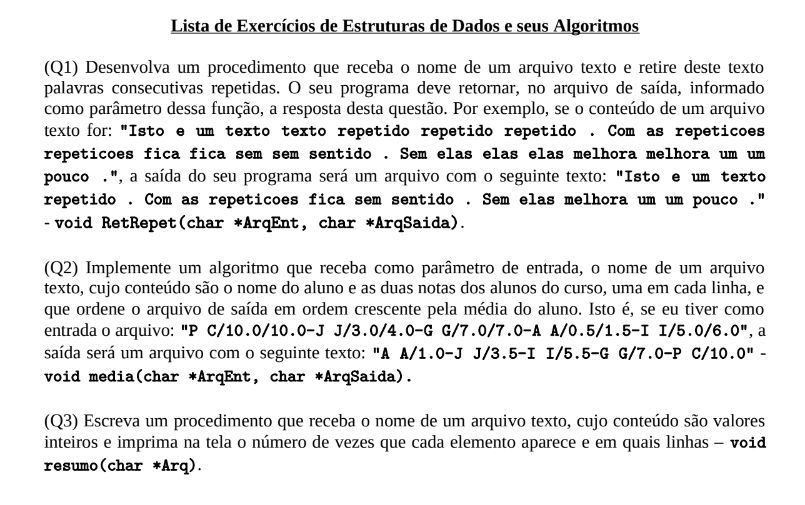 Lista de Exercícios de Estruturas de Dados e seus Algoritmos
(Q1) Desenvolva um procedimento que receba o nome de um arquivo texto e retire deste texto
palavras consecutivas repetidas. O seu programa deve retornar, no arquivo de saída, informado
como parâmetro dessa função, a resposta desta questão. Por exemplo, se o conteúdo de um arquivo
texto for: "Isto e um texto texto repetido repetido repetido . Com as repeticoes
repeticoes fica fica sem sem sentido . Sem elas elas elas melhora melhora um um
pouco .", a saída do seu programa será um arquivo com o seguinte texto: "Isto e um texto
repetido . Com as repeticoes fica sem sentido . Sem elas melhora um um pouco ."
- void RetRepet(char *ArqEnt, char *ArqSaida).
(Q2) Implemente um algoritmo que receba como parâmetro de entrada, o nome de um arquivo
texto, cujo conteúdo são o nome do aluno e as duas notas dos alunos do curso, uma em cada linha, e
que ordene o arquivo de saída em ordem crescente pela média do aluno. Isto é, se eu tiver como
entrada o arquivo: "P C/10.0/10.0-J J/3.0/4.0-G G/7.0/7.0-A A/0.5/1.5-I I/5.0/6.0", a
saída será um arquivo com o seguinte texto: "A A/1.0-J J/3.5-I I/5.5-G G/7.0-P C/10.0" -
void media(char *ArqEnt, char *ArqSaida).
(Q3) Escreva um procedimento que receba o nome de um arquivo texto, cujo conteúdo são valores
inteiros e imprima na tela o número de vezes que cada elemento aparece e em quais linhas – void
resumo(char *Arq).